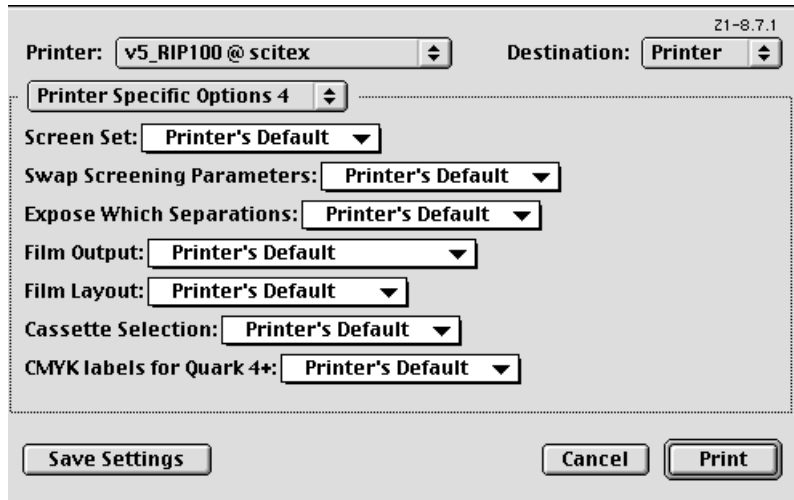 Z1-8.7.1
Printer: v5_RIP100 @ scitex Destination: Printer
Printer Specific Options 4
Screen Set: Printer's Default
Swap Screening Parameters: Printer's Default
Expose Which Separations: Printer's Default
Film Output: Printer's Default
Film Layout: Printer's Default
Cassette Selection: Printer's Default
CMYK labels for Quark 4+: Printer's Default
Save Settings Cancel Print